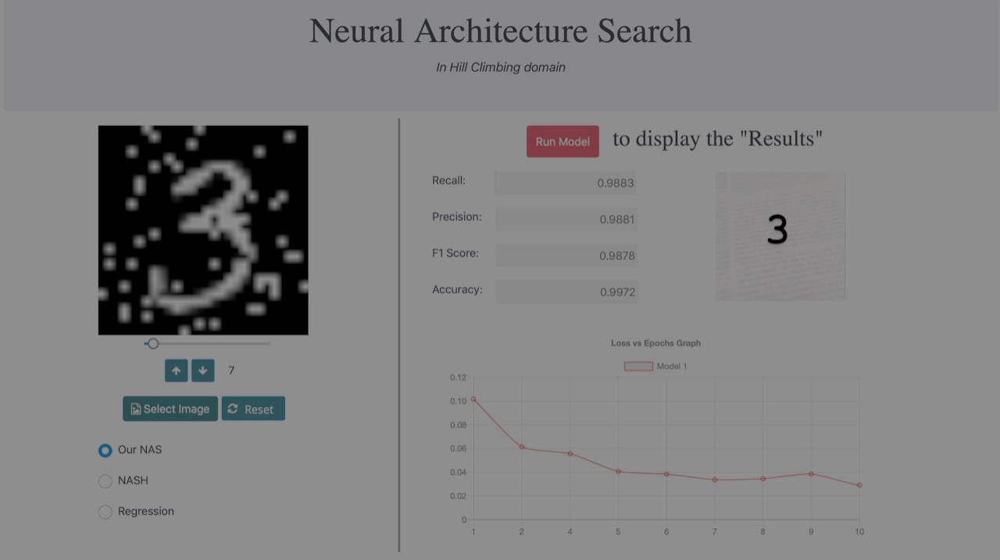 Neural Architecture Search
In Hill Climbing domain
3
7
Select Image
Reset
Our NAS
NASH
Regression
Run Model to display the "Results"
Recall: 0.9883
Precision: 0.9881
F1 Score: 0.9878
Accuracy: 0.9972
3
Loss vs Epochs Graph
Model 1
0.12
0.10
0.08
0.06
0.04
0.02
0
1 2 4 5 6 7 8 9 10